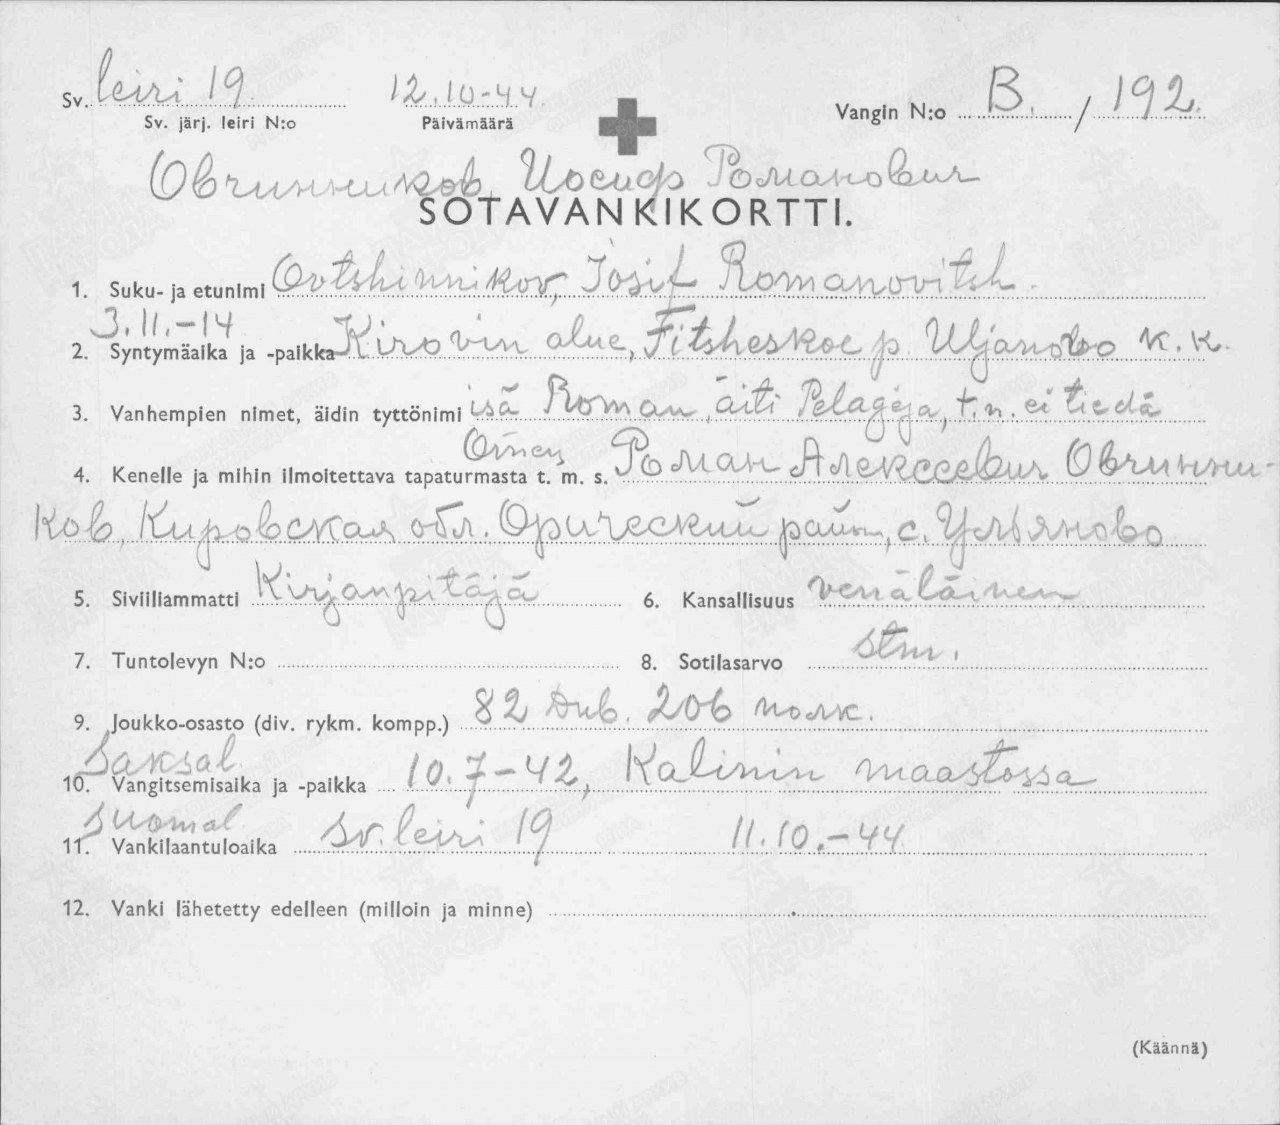 Sv. leiri 19 12.10-44 Vangin N:o B. / 192.
Sv. järj. leiri N:o Päivämäärä
Овчинников, Иосиф Романович
SOTAVANKIKORTTI.
1. Suku- ja etunimi Ovtshinnikov, Iosif Romanovitsh.
3.11.-14
2. Syntymäaika ja -paikka Kirovin alue, Fitsheskoe p. Uljanovo k.k.
3. Vanhempien nimet, äidin tyttönimi isä Roman, äiti Pelageja, t.n. ei tiedä
Отец
4. Kenelle ja mihin ilmoitettava tapaturmasta t. m. s. Роман Алексеевич Овчинни-
ков, Кировская обл. Орический район, с. Ульяново
5. Siviiliammatti Kirjanpitäjä 6. Kansallisuus venäläinen
7. Tuntolevyn N:o 8. Sotilasarvo stm.
9. Joukko-osasto (div. rykm. kompp.) 82 див. 206 полк.
Saksal.
10. Vangitsemisaika ja -paikka 10.7-42, Kalinin maastossa
Suomal.
11. Vankilaantuloaika sv. leiri 19 11.10.-44
12. Vanki lähetetty edelleen (milloin ja minne)
(Käännä)